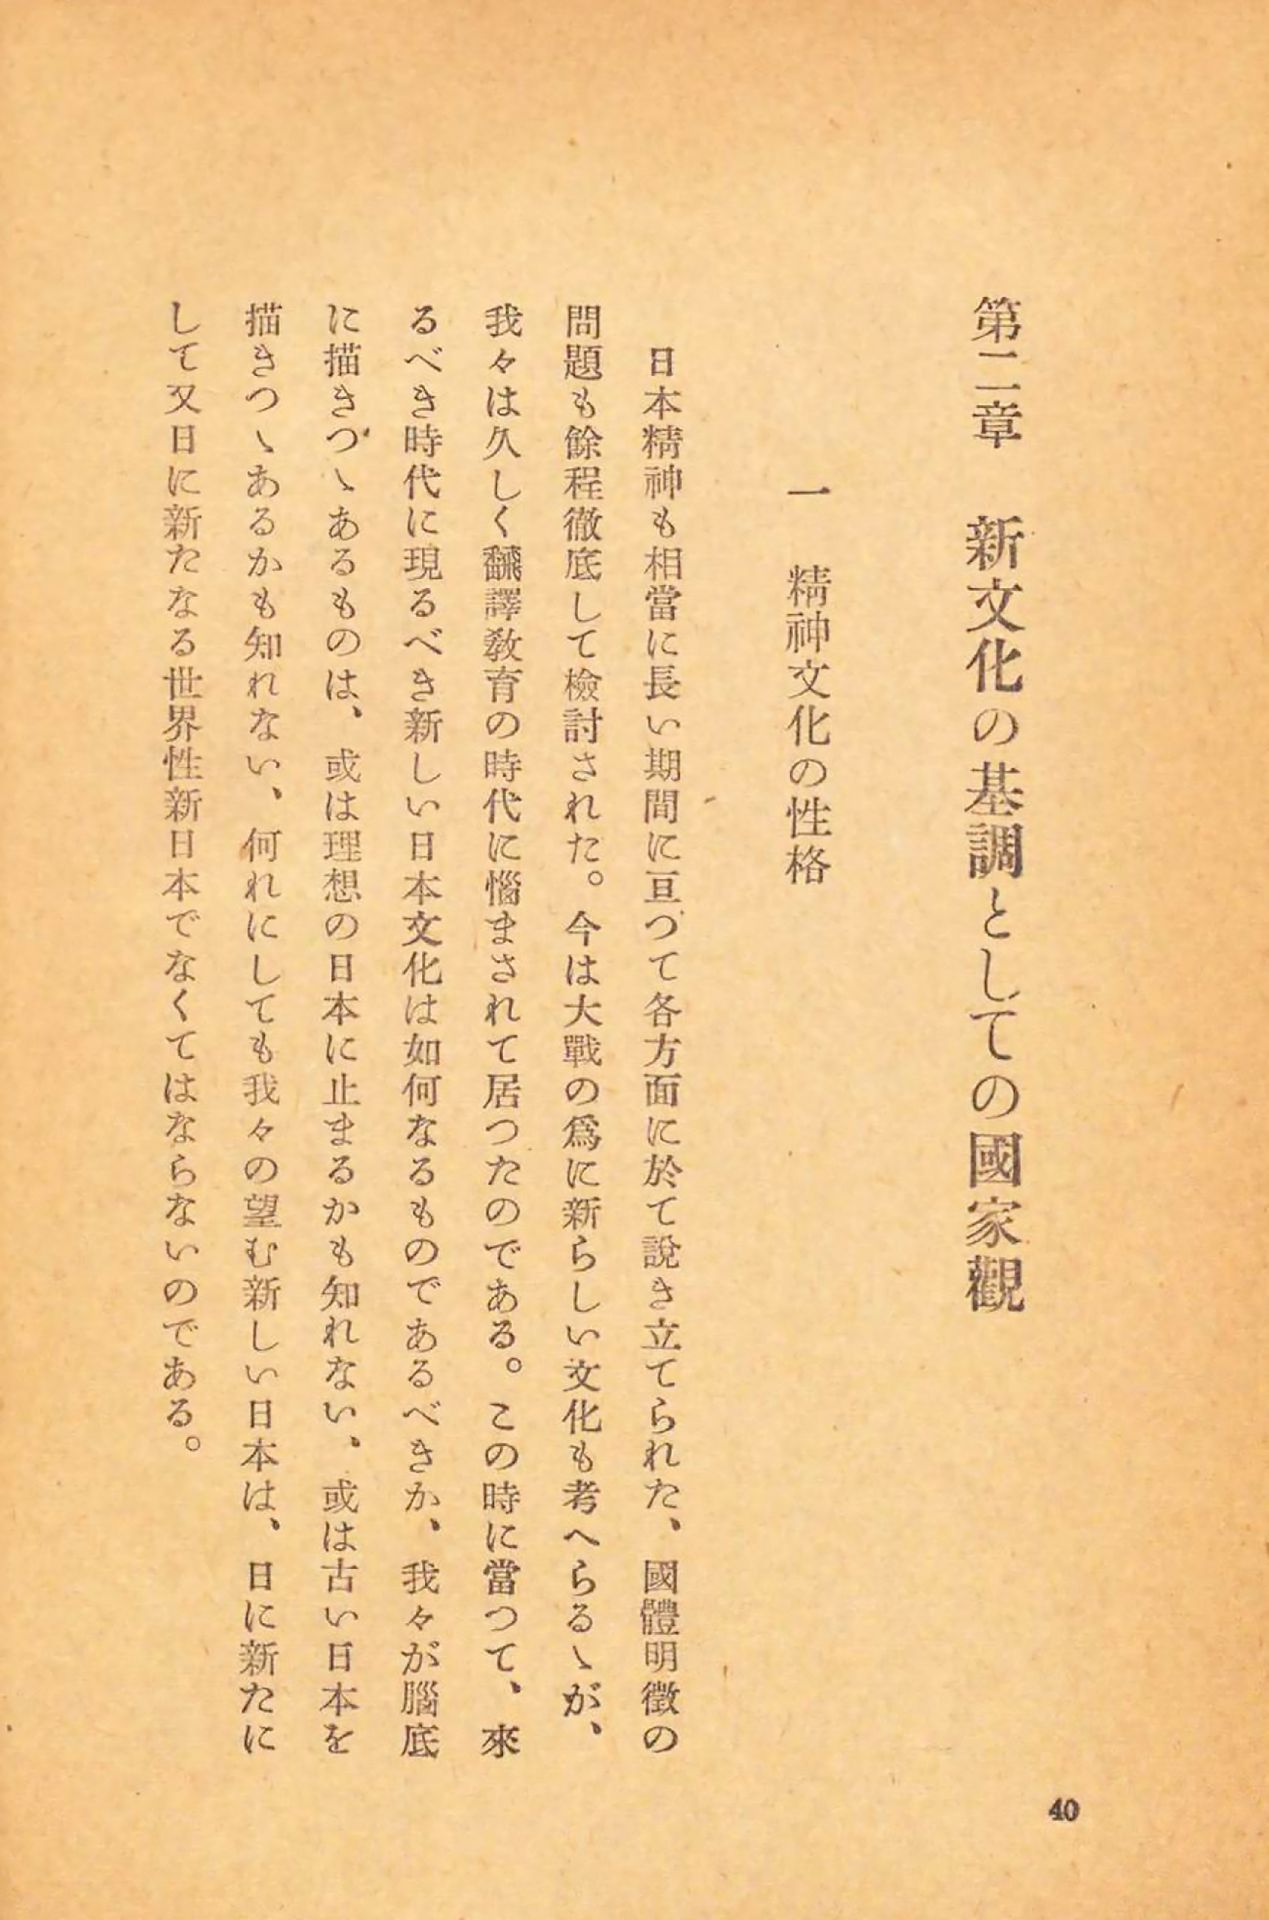 第二章　新文化の基調としての國家觀
一　精神文化の性格
日本精神も相當に長い期間に亘つて各方面に於て說き立てられた、國體明徵の
問題も餘程徹底して檢討された。今は大戰の爲に新らしい文化も考へらるゝが、
我々は久しく飜譯敎育の時代に惱まされて居つたのである。この時に當つて、來
るべき時代に現るべき新しい日本文化は如何なるものであるべきか、我々が腦底
に描きつゝあるものは、或は理想の日本に止まるかも知れない、或は古い日本を
描きつゝあるかも知れない、何れにしても我々の望む新しい日本は、日に新たに
して又日に新たなる世界性新日本でなくてはならないのである。
40